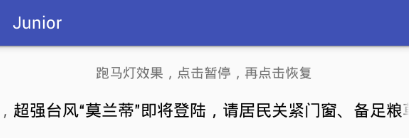 Junior
跑马灯效果，点击暂停，再点击恢复
，超强台风“莫兰蒂”即将登陆，请居民关紧门窗、备足粮